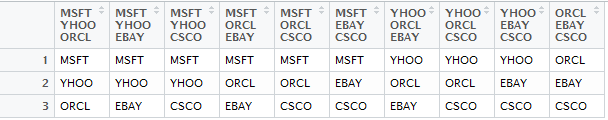 MSFT MSFT MSFT MSFT MSFT MSFT YHOO YHOO YHOO ORCL
YHOO YHOO YHOO ORCL ORCL EBAY ORCL ORCL EBAY EBAY
ORCL EBAY CSCO EBAY CSCO CSCO EBAY CSCO CSCO CSCO
1 MSFT MSFT MSFT MSFT MSFT MSFT YHOO YHOO YHOO ORCL
2 YHOO YHOO YHOO ORCL ORCL EBAY ORCL ORCL EBAY EBAY
3 ORCL EBAY CSCO EBAY CSCO CSCO EBAY CSCO CSCO CSCO